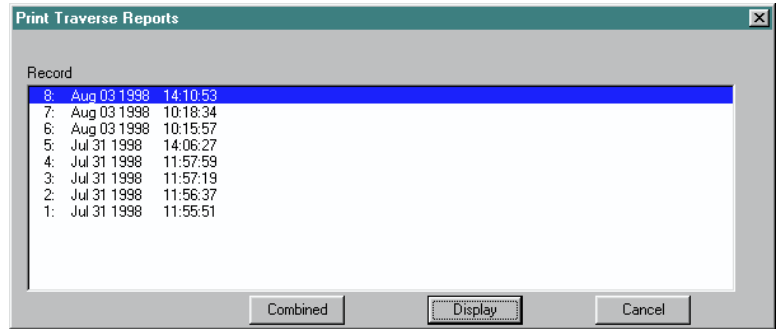 Print Traverse Reports
Record
8: Aug 03 1998 14:10:53
7: Aug 03 1998 10:18:34
6: Aug 03 1998 10:15:57
5: Jul 31 1998 14:06:27
4: Jul 31 1998 11:57:59
3: Jul 31 1998 11:57:19
2: Jul 31 1998 11:56:37
1: Jul 31 1998 11:55:51
Combined Display Cancel